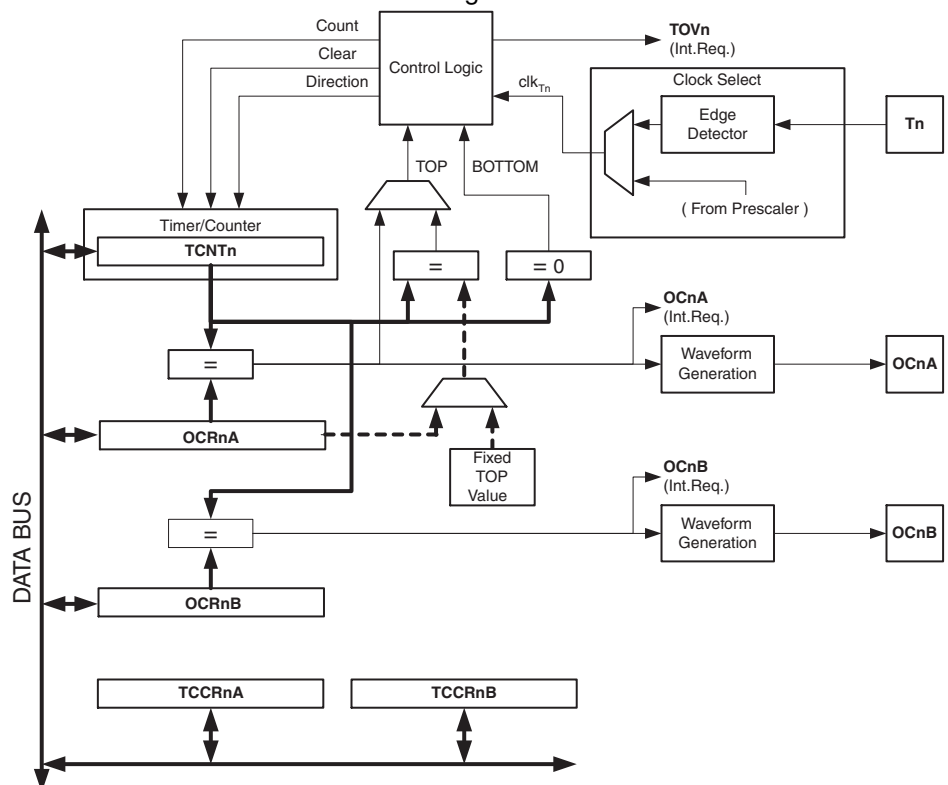 Count
Clear
Direction
Control Logic
TOVn
(Int.Req.)
clkTn
Clock Select
Edge
Detector
Tn
( From Prescaler )
TOP
BOTTOM
Timer/Counter
TCNTn
=
= 0
OCnA
(Int.Req.)
=
Waveform
Generation
OCnA
OCRnA
Fixed
TOP
Value
OCnB
(Int.Req.)
=
Waveform
Generation
OCnB
DATA BUS
OCRnB
TCCRnA
TCCRnB